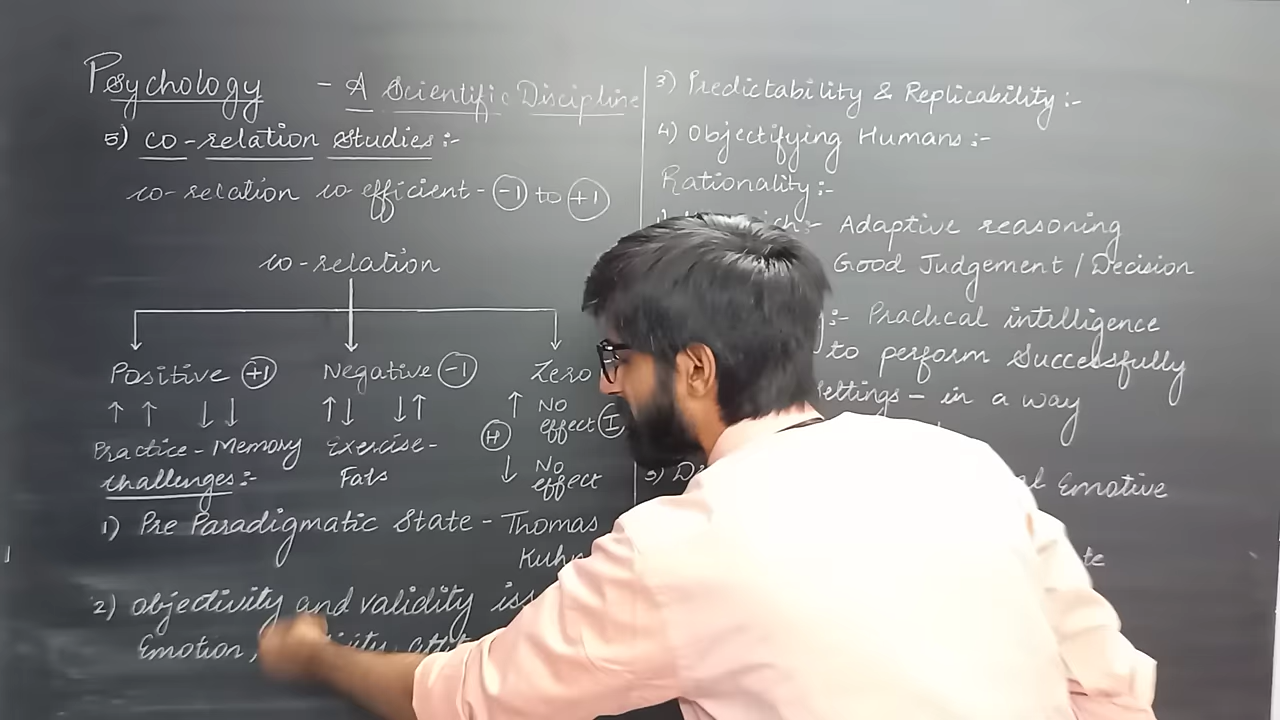 Psychology - A Scientific Discipline
5) Co-relation Studies:-
co-relation co efficient - -1 to +1
co-relation
Positive +1 Negative -1 Zero
↑ ↑ ↓ ↓ ↑↓ ↓↑ ↑ No effect
Practice - Memory Exercise - Fats H I
↓ No effect
Challenges:-
1) Pre Paradigmatic State - Thomas
Kuhn
2) Objectivity and validity
Emotion,
3) Predictability & Replicability:-
4) Objectifying Humans:-
Rationality:-
Adaptive reasoning
Good Judgement / Decision
:- Practical intelligence
to perform Successfully
Settings - in a way
3)
Emotive